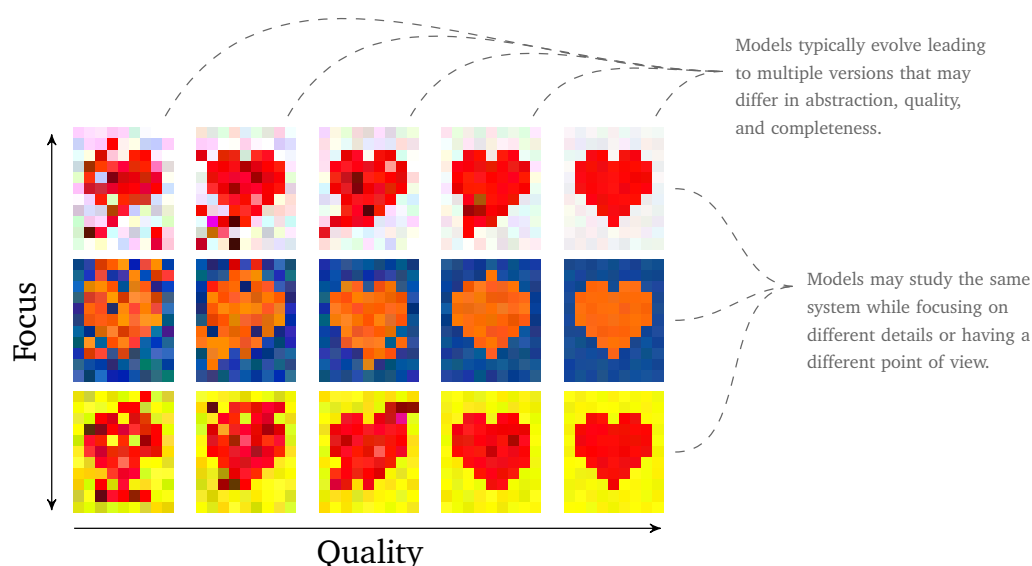 Models typically evolve leading
to multiple versions that may
differ in abstraction, quality,
and completeness.
Focus
Models may study the same
system while focusing on
different details or having a
different point of view.
Quality